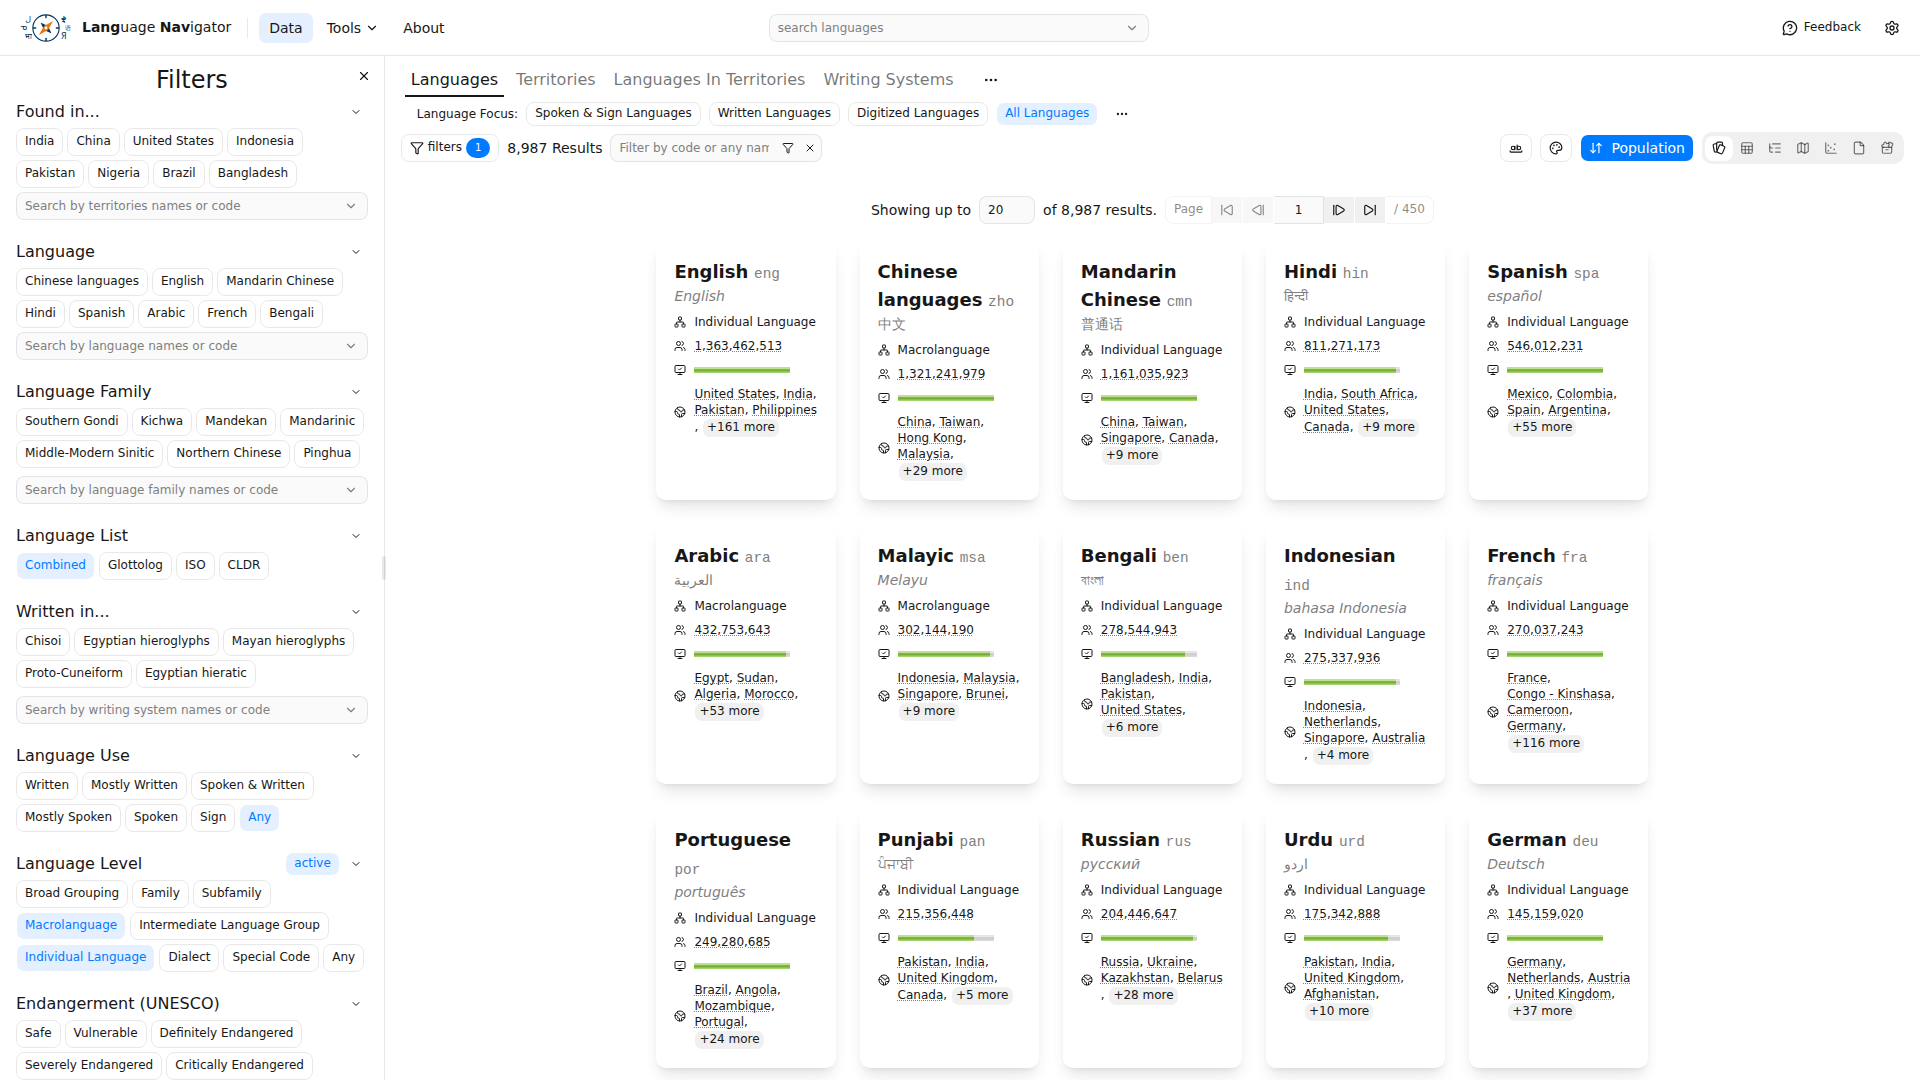 Language Navigator
Data
Tools
About
search languages
Feedback
Filters
Found in...
India
China
United States
Indonesia
Pakistan
Nigeria
Brazil
Bangladesh
Search by territories names or code
Language
Chinese languages
English
Mandarin Chinese
Hindi
Spanish
Arabic
French
Bengali
Search by language names or code
Language Family
Southern Gondi
Kichwa
Mandekan
Mandarinic
Middle-Modern Sinitic
Northern Chinese
Pinghua
Search by language family names or code
Language List
Combined
Glottolog
ISO
CLDR
Written in...
Chisoi
Egyptian hieroglyphs
Mayan hieroglyphs
Proto-Cuneiform
Egyptian hieratic
Search by writing system names or code
Language Use
Written
Mostly Written
Spoken & Written
Mostly Spoken
Spoken
Sign
Any
Language Level
active
Broad Grouping
Family
Subfamily
Macrolanguage
Intermediate Language Group
Individual Language
Dialect
Special Code
Any
Endangerment (UNESCO)
Safe
Vulnerable
Definitely Endangered
Severely Endangered
Critically Endangered
Languages
Territories
Languages In Territories
Writing Systems
Language Focus:
Spoken & Sign Languages
Written Languages
Digitized Languages
All Languages
filters 1
8,987 Results
Filter by code or any nam
Population
Showing up to 20 of 8,987 results.
Page 1 / 450
English eng
English
Individual Language
1,363,462,513
United States, India,
Pakistan, Philippines
, +161 more
Chinese
languages zho
中文
Macrolanguage
1,321,241,979
China, Taiwan,
Hong Kong,
Malaysia,
+29 more
Mandarin
Chinese cmn
普通话
Individual Language
1,161,035,923
China, Taiwan,
Singapore, Canada,
+9 more
Hindi hin
हिन्दी
Individual Language
811,271,173
India, South Africa,
United States,
Canada, +9 more
Spanish spa
español
Individual Language
546,012,231
Mexico, Colombia,
Spain, Argentina,
+55 more
Arabic ara
العربية
Macrolanguage
432,753,643
Egypt, Sudan,
Algeria, Morocco,
+53 more
Malayic msa
Melayu
Macrolanguage
302,144,190
Indonesia, Malaysia,
Singapore, Brunei,
+9 more
Bengali ben
বাংলা
Individual Language
278,544,943
Bangladesh, India,
Pakistan,
United States,
+6 more
Indonesian
ind
bahasa Indonesia
Individual Language
275,337,936
Indonesia,
Netherlands,
Singapore, Australia
, +4 more
French fra
français
Individual Language
270,037,243
France,
Congo - Kinshasa,
Cameroon,
Germany,
+116 more
Portuguese
por
português
Individual Language
249,280,685
Brazil, Angola,
Mozambique,
Portugal,
+24 more
Punjabi pan
ਪੰਜਾਬੀ
Individual Language
215,356,448
Pakistan, India,
United Kingdom,
Canada, +5 more
Russian rus
русский
Individual Language
204,446,647
Russia, Ukraine,
Kazakhstan, Belarus
, +28 more
Urdu urd
اردو
Individual Language
175,342,888
Pakistan, India,
United Kingdom,
Afghanistan,
+10 more
German deu
Deutsch
Individual Language
145,159,020
Germany,
Netherlands, Austria
, United Kingdom,
+37 more